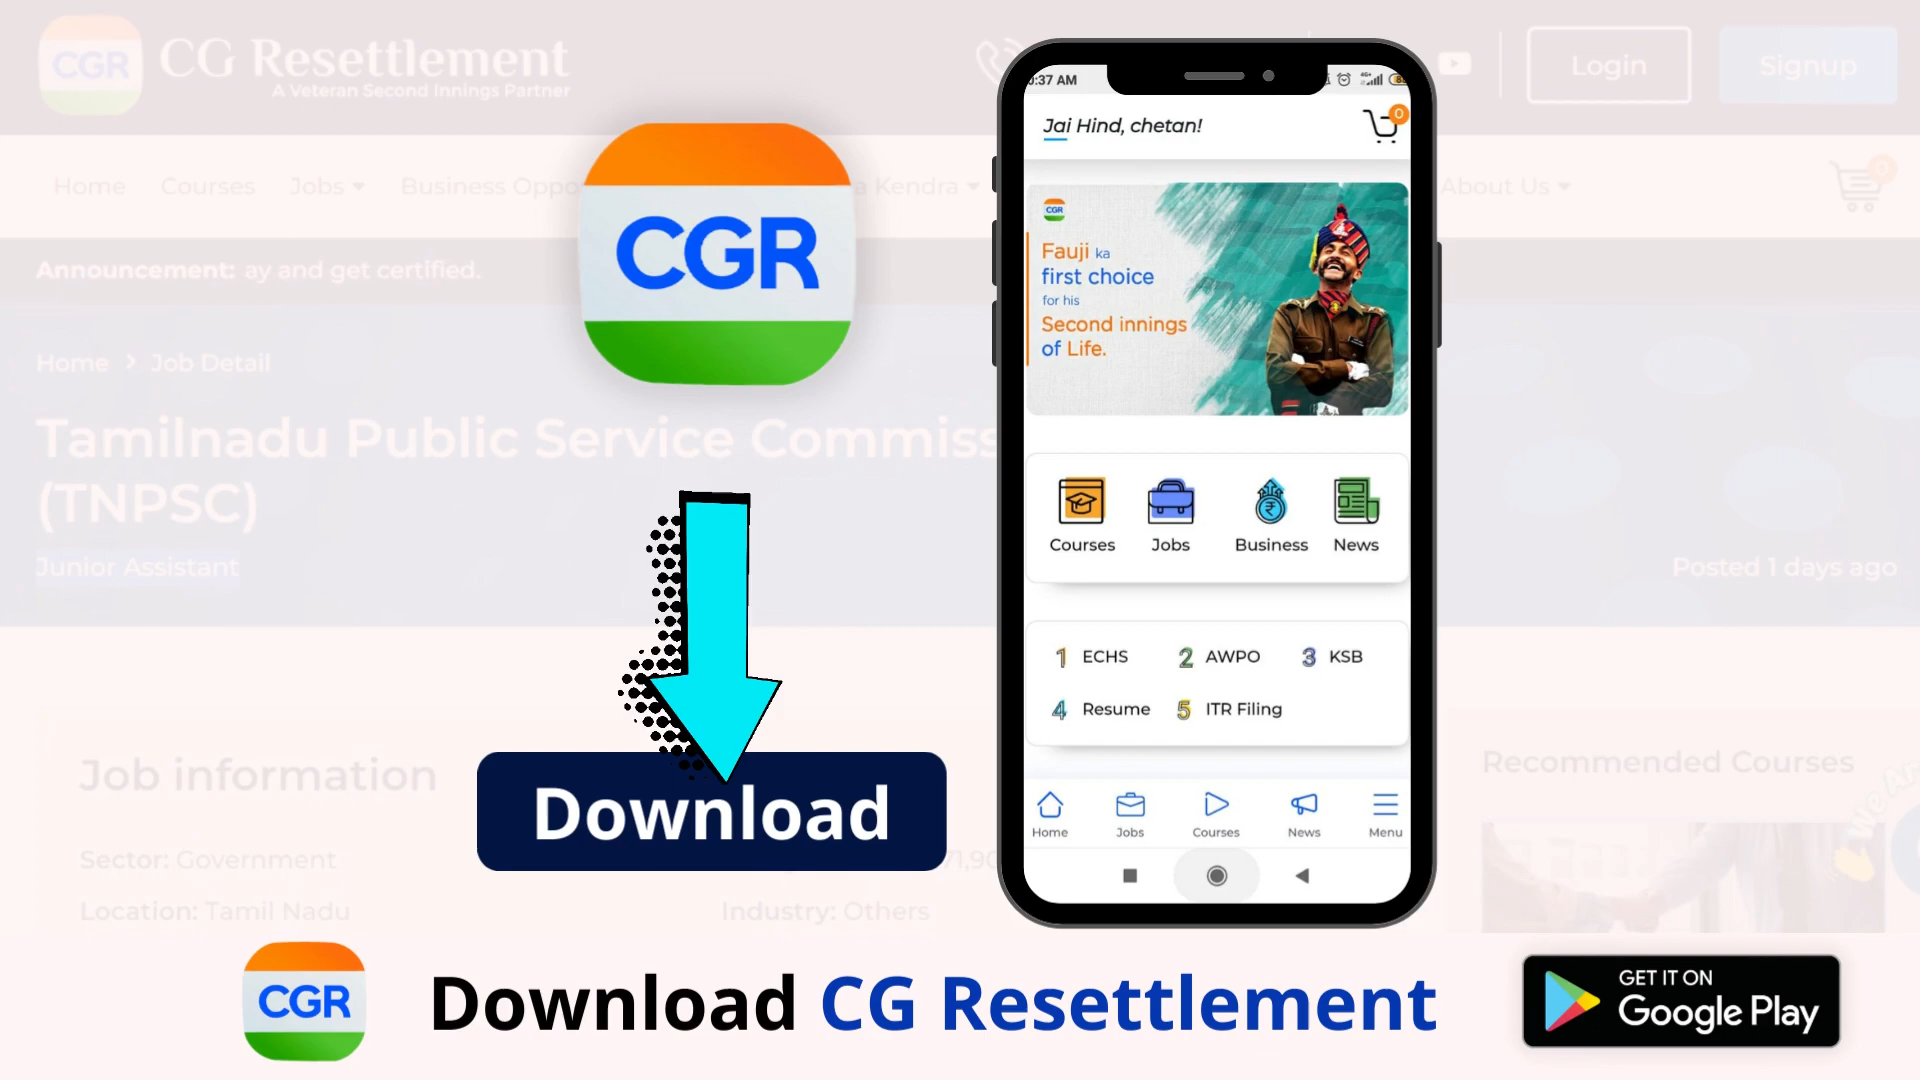 CGR
CG Resettlement
A Veteran Second Innings Partner
Login
Signup
Home
Courses
Jobs
Business Oppo
a Kendra
About Us
0
Announcement: ay and get certified.
Home > Job Detail
Tamilnadu Public Service Commiss
(TNPSC)
Junior Assistant
Posted 1 days ago
Job information
Sector: Government
Location: Tamil Nadu
Industry: Others
Recommended Courses
CGR
Download
:37 AM
Jai Hind, chetan!
0
CGR
Fauji ka
first choice
for his
Second innings
of Life.
Courses
Jobs
Business
News
1 ECHS
2 AWPO
3 KSB
4 Resume
5 ITR Filing
Home
Jobs
Courses
News
Menu
CGR
Download CG Resettlement
GET IT ON
Google Play